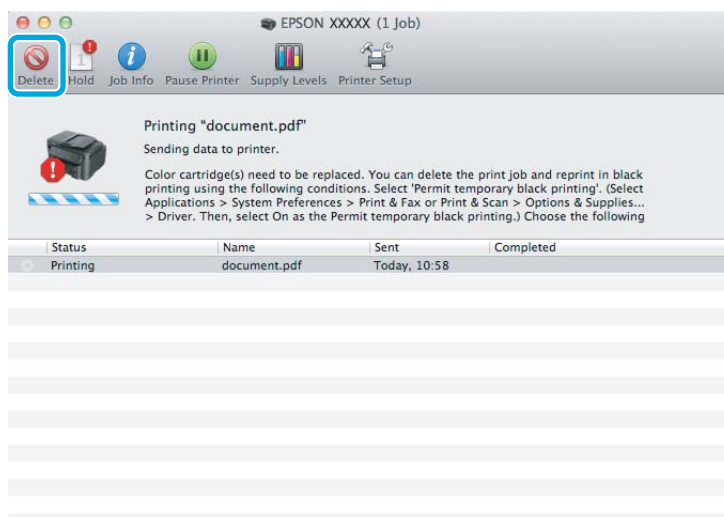 EPSON XXXXX (1 Job)
Delete Hold Job Info Pause Printer Supply Levels Printer Setup
Printing "document.pdf"
Sending data to printer.
Color cartridge(s) need to be replaced. You can delete the print job and reprint in black
printing using the following conditions. Select 'Permit temporary black printing'. (Select
Applications > System Preferences > Print & Fax or Print & Scan > Options & Supplies...
> Driver. Then, select On as the Permit temporary black printing.) Choose the following
Status Name Sent Completed
Printing document.pdf Today, 10:58